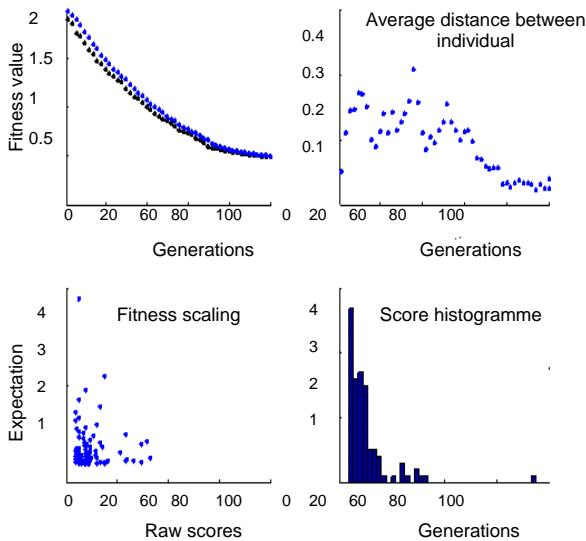 2
1.5
1
0.5
Fitness value
0 20 60 60 80 100
Generations
Average distance between
individual
0.4
0.3
0.2
0.1
0 20 60 80 100
Generations
Fitness scaling
4
3
2
1
Expectation
0 20 60 80 100
Raw scores
Score histogramme
4
3
2
1
0 20 60 80 100
Generations